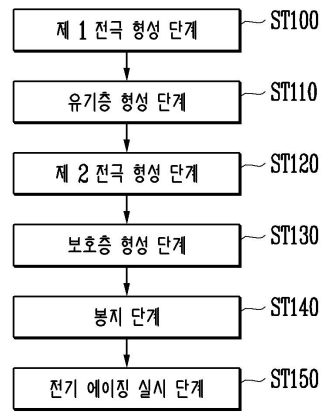 제 1 전극 형성 단계 ST100
유기층 형성 단계 ST110
제 2 전극 형성 단계 ST120
보호층 형성 단계 ST130
봉지 단계 ST140
전기 에이징 실시 단계 ST150